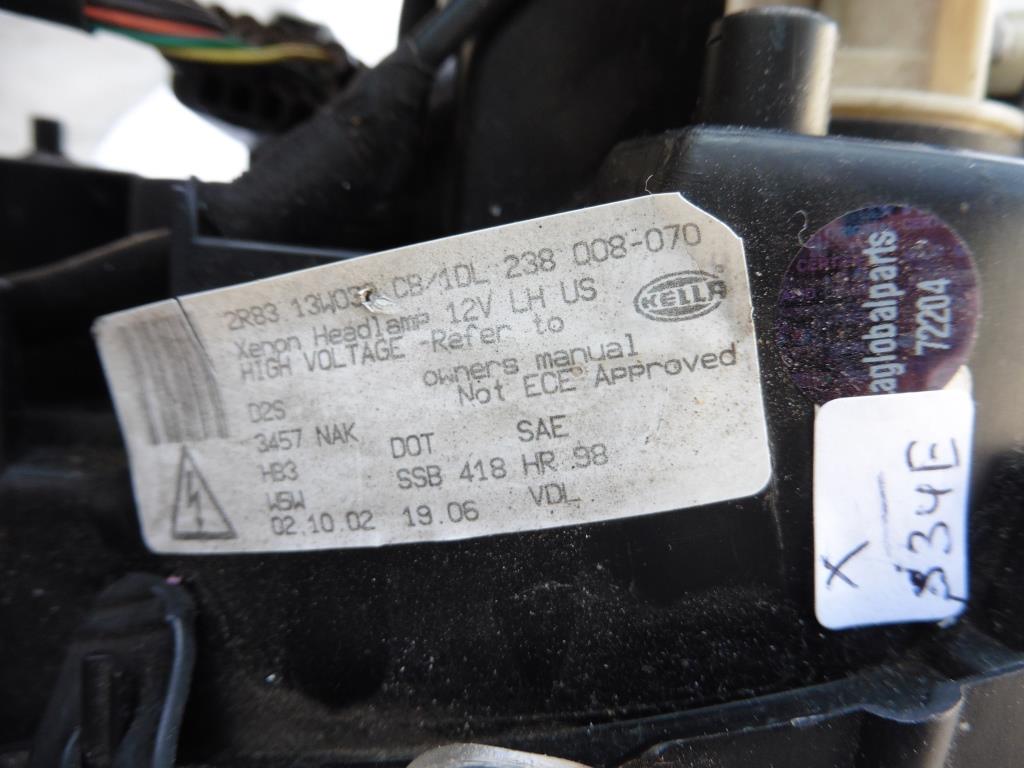 2R83 CB/1DL 238 008-070
Xenon Headlamp 12V LH US
HIGH VOLTAGE -Refer to
owners manual
Not ECE Approved
HELLA
D2S
3457 NAK DOT SAE
HB3 SSB 418 HR 98
W5W
02.10.02 19.06 VDL
aglobalparts
72204
X 334E